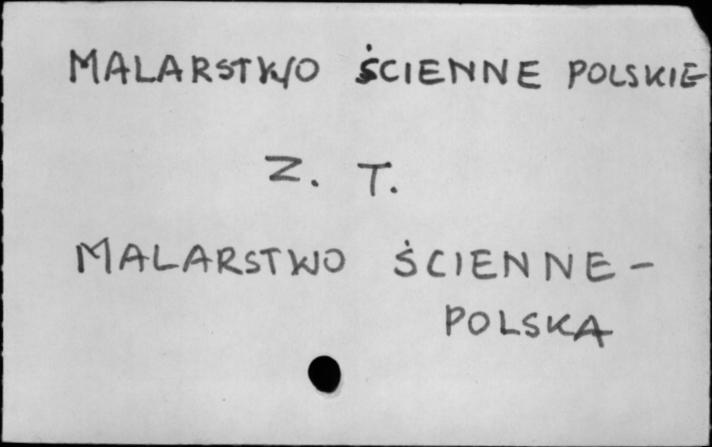 MALARSTWO ŚCIENNE POLSKIE
Z. T.
MALARSTWO ŚCIENNE -
POLSKA